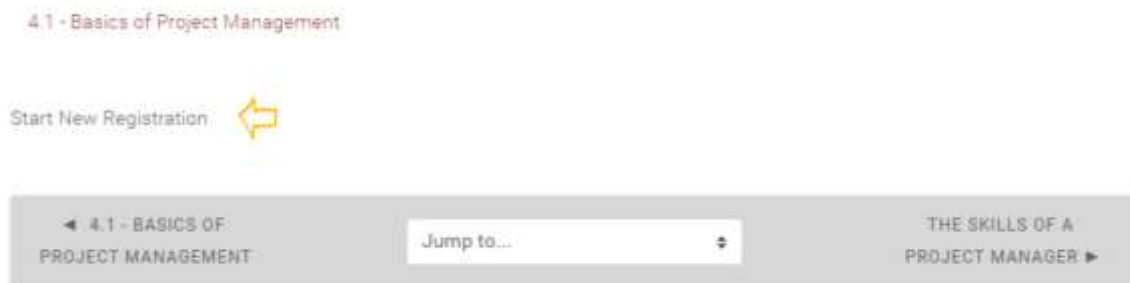 4.1 - Basics of Project Management
Start New Registration
◄ 4.1 - BASICS OF
PROJECT MANAGEMENT
Jump to...
THE SKILLS OF A
PROJECT MANAGER ►